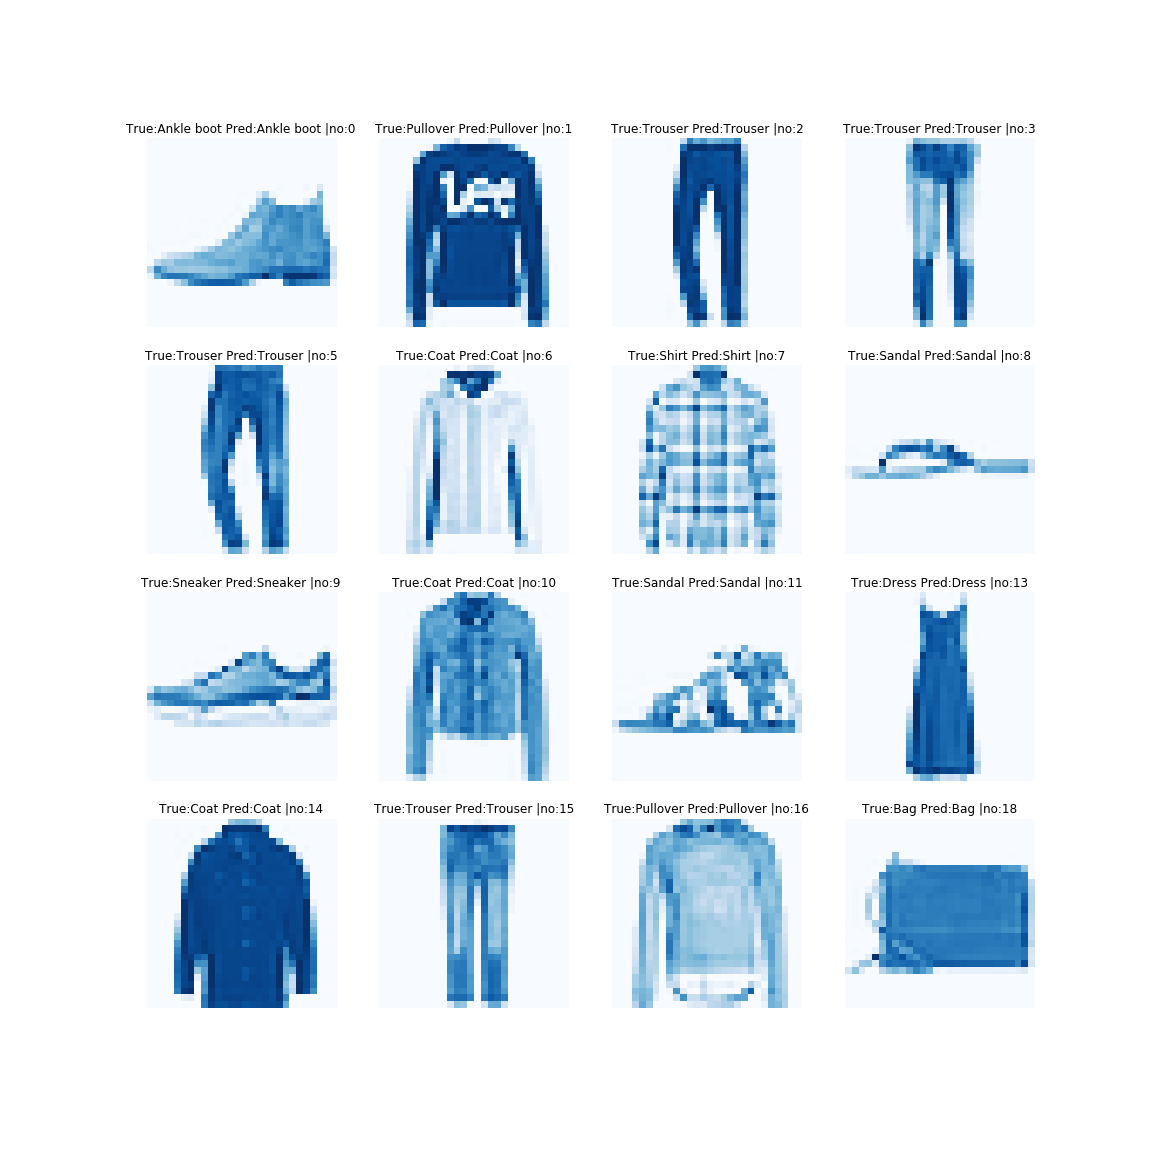 True:Ankle boot Pred:Ankle boot |no:0
True:Pullover Pred:Pullover |no:1
True:Trouser Pred:Trouser |no:2
True:Trouser Pred:Trouser |no:3
True:Trouser Pred:Trouser |no:5
True:Coat Pred:Coat |no:6
True:Shirt Pred:Shirt |no:7
True:Sandal Pred:Sandal |no:8
True:Sneaker Pred:Sneaker |no:9
True:Coat Pred:Coat |no:10
True:Sandal Pred:Sandal |no:11
True:Dress Pred:Dress |no:13
True:Coat Pred:Coat |no:14
True:Trouser Pred:Trouser |no:15
True:Pullover Pred:Pullover |no:16
True:Bag Pred:Bag |no:18